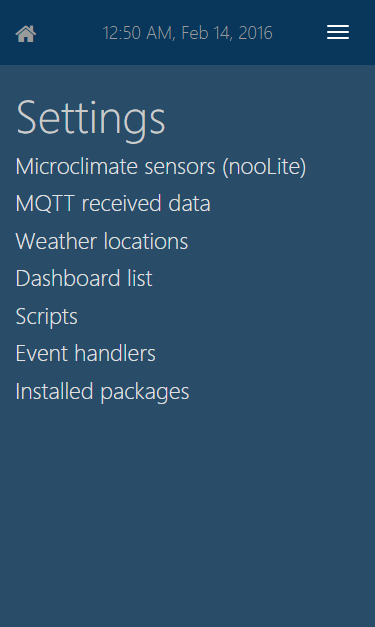 12:50 AM, Feb 14, 2016
Settings
Microclimate sensors (nooLite)
MQTT received data
Weather locations
Dashboard list
Scripts
Event handlers
Installed packages